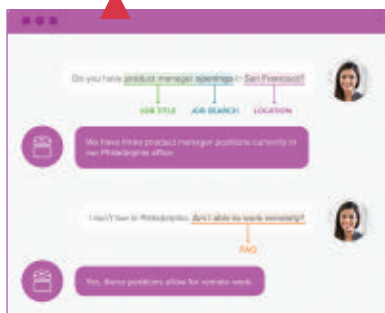 Do you have product manager openings in San Francisco?
JOB TITLE JOB SEARCH LOCATION
We have three product manager positions currently in
our Philadelphia office.
I don't live in Philadelphia. Am I able to work remotely?
FAQ
Yes, these positions allow for remote work.